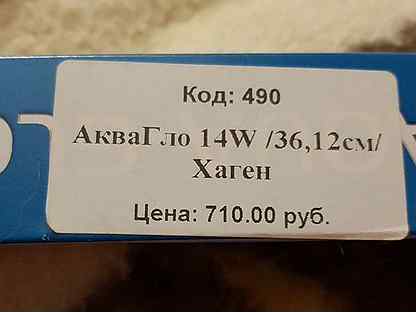 Код: 490
АкваГло 14W /36,12см/
Хаген
Цена: 710.00 руб.